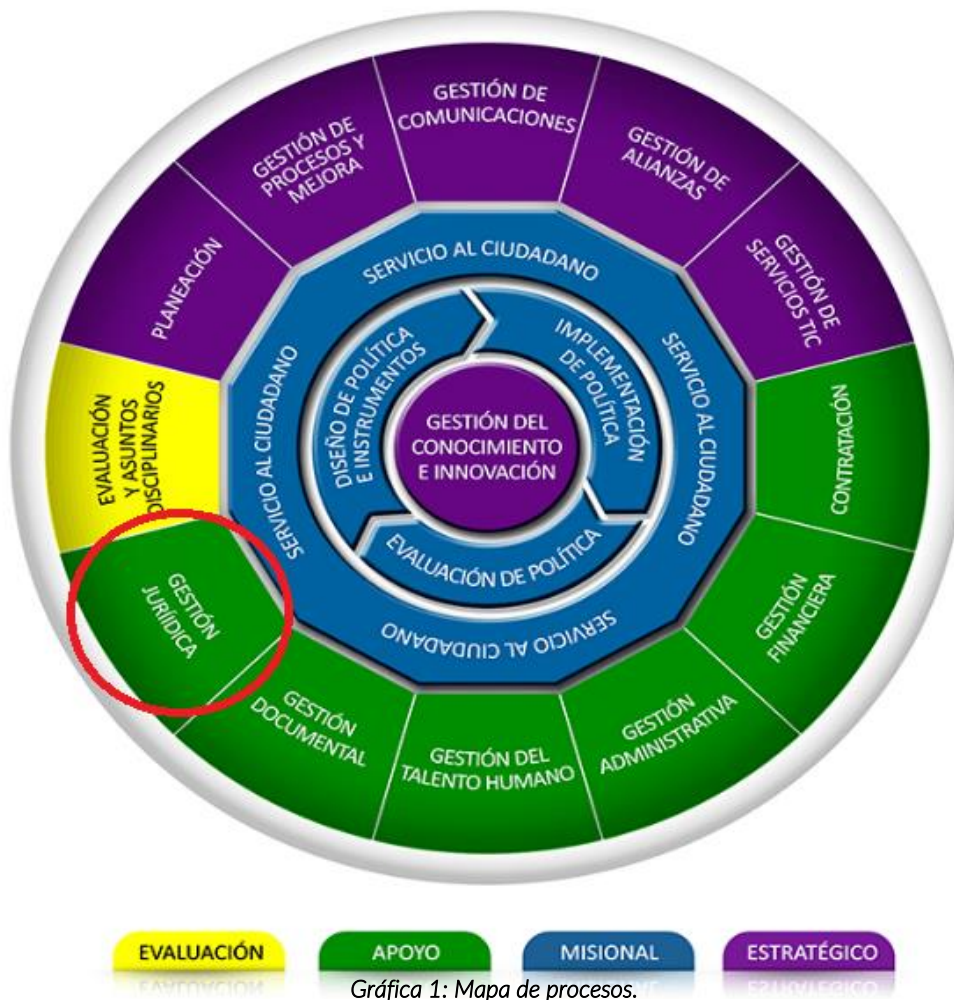 GESTIÓN DE
COMUNICACIONES
GESTIÓN DE
ALIANZAS
GESTIÓN DE
SERVICIOS TIC
CONTRATACIÓN
GESTIÓN
FINANCIERA
GESTIÓN
ADMINISTRATIVA
GESTIÓN DEL
TALENTO HUMANO
GESTIÓN
DOCUMENTAL
GESTIÓN
JURÍDICA
EVALUACIÓN
Y ASUNTOS
DISCIPLINARIOS
PLANEACIÓN
GESTIÓN DE
PROCESOS Y
MEJORA
SERVICIO AL CIUDADANO
SERVICIO AL CIUDADANO
SERVICIO AL CIUDADANO
SERVICIO AL CIUDADANO
DISEÑO DE POLÍTICA
E INSTRUMENTOS
IMPLEMENTACIÓN
DE POLÍTICA
EVALUACIÓN DE POLÍTICA
GESTIÓN DEL
CONOCIMIENTO
E INNOVACIÓN
EVALUACIÓN
APOYO
MISIONAL
ESTRATÉGICO
Gráfica 1: Mapa de procesos.